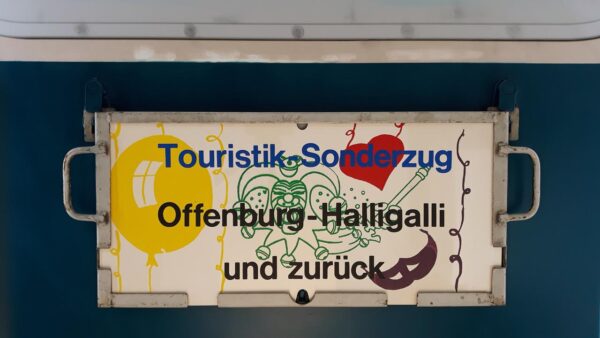 Touristik-Sonderzug
Offenburg-Halligalli
und zurück